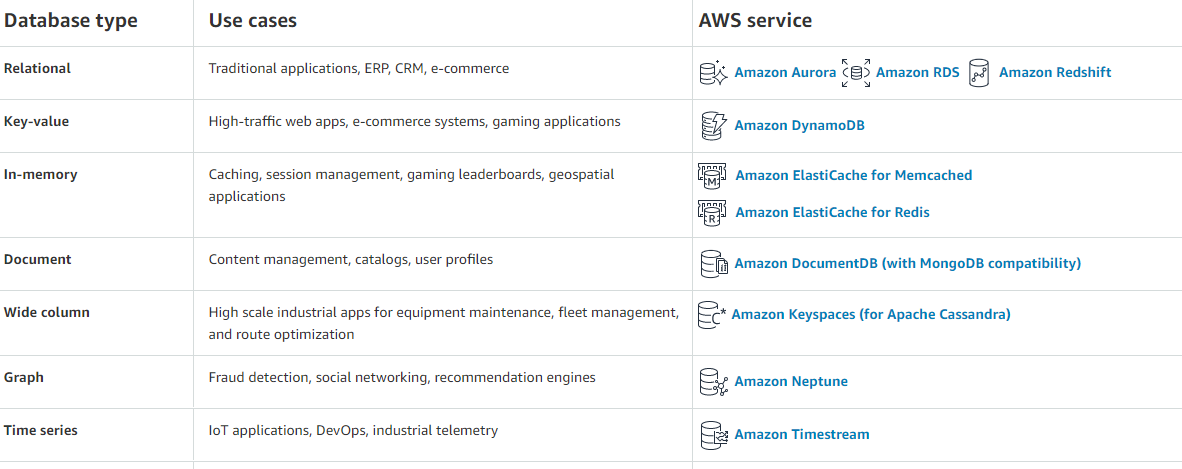 Database type Use cases AWS service
Relational Traditional applications, ERP, CRM, e-commerce Amazon Aurora Amazon RDS Amazon Redshift
Key-value High-traffic web apps, e-commerce systems, gaming applications Amazon DynamoDB
In-memory Caching, session management, gaming leaderboards, geospatial M Amazon ElastiCache for Memcached
applications
R Amazon ElastiCache for Redis
Document Content management, catalogs, user profiles Amazon DocumentDB (with MongoDB compatibility)
Wide column High scale industrial apps for equipment maintenance, fleet management, C* Amazon Keyspaces (for Apache Cassandra)
and route optimization
Graph Fraud detection, social networking, recommendation engines Amazon Neptune
Time series IoT applications, DevOps, industrial telemetry Amazon Timestream